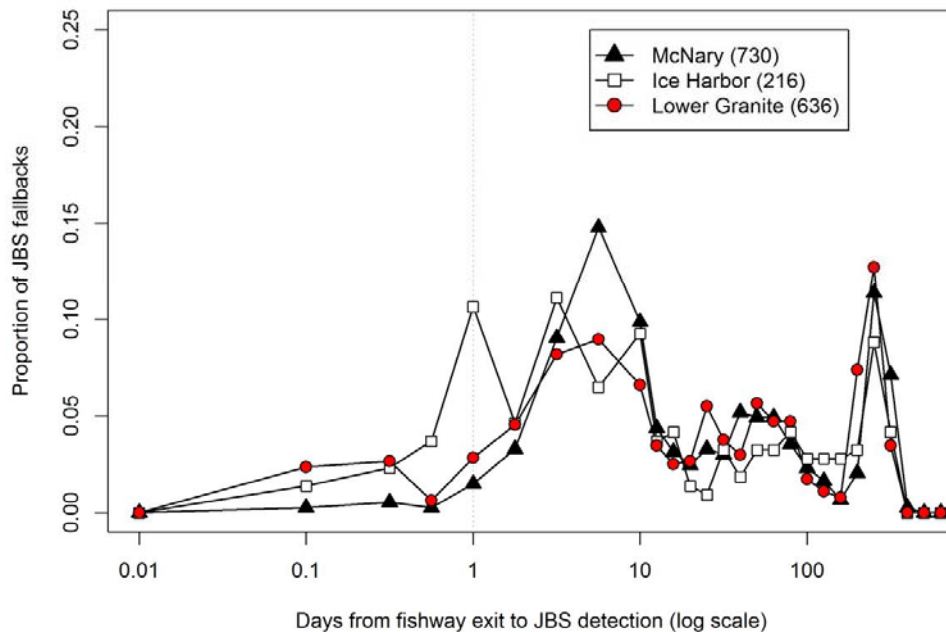 McNary (730)
Ice Harbor (216)
Lower Granite (636)
Proportion of JBS fallbacks
0.25
0.20
0.15
0.10
0.05
0.00
0.01
0.1
1
10
100
Days from fishway exit to JBS detection (log scale)